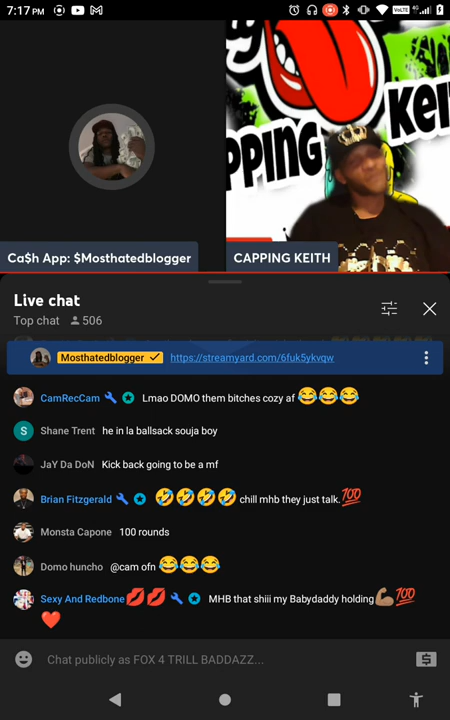 7:17 PM
VoLTE 4G
PPING Kei
Ca$h App: $Mosthatedblogger
CAPPING KEITH
Live chat
Top chat 506
Mosthatedblogger https://streamyard.com/6fuk5ykvqw
CamRecCam Lmao DOMO them bitches cozy af 😂😂😂
S Shane Trent he in la ballsack souja boy
JaY Da DoN Kick back going to be a mf
Brian Fitzgerald 🤣🤣🤣🤣 chill mhb they just talk.💯
Monsta Capone 100 rounds
Domo huncho @cam ofn 😂😂😂
Sexy And Redbone💋💋 MHB that shiii my Babydaddy holding💪🏽💯
❤️
Chat publicly as FOX 4 TRILL BADDAZZ...